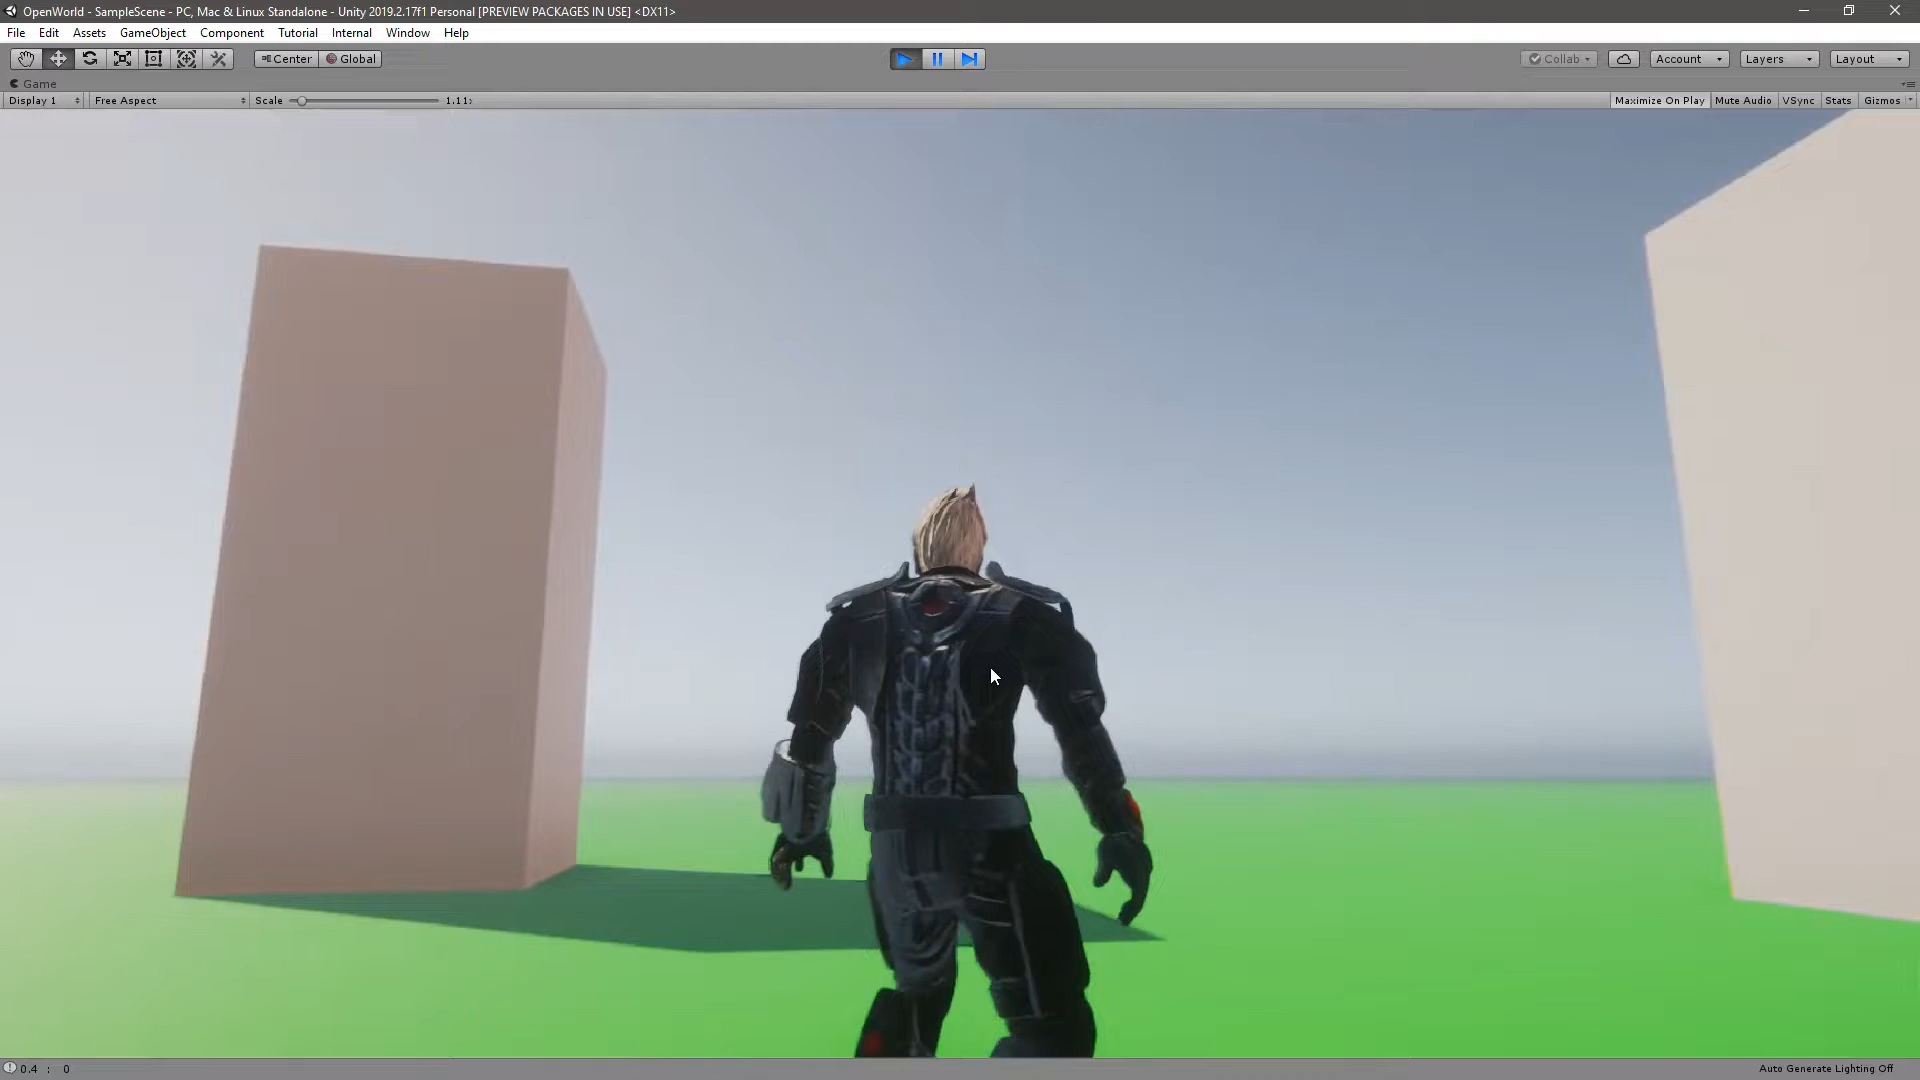 OpenWorld - SampleScene - PC, Mac & Linux Standalone - Unity 2019.2.17f1 Personal [PREVIEW PACKAGES IN USE] <DX11>
File Edit Assets GameObject Component Tutorial Internal Window Help
Center Global Collab Account Layers Layout
Game
Display 1 Free Aspect Scale 1.11x Maximize On Play Mute Audio VSync Stats Gizmos
0.4 : 0 Auto Generate Lighting Off